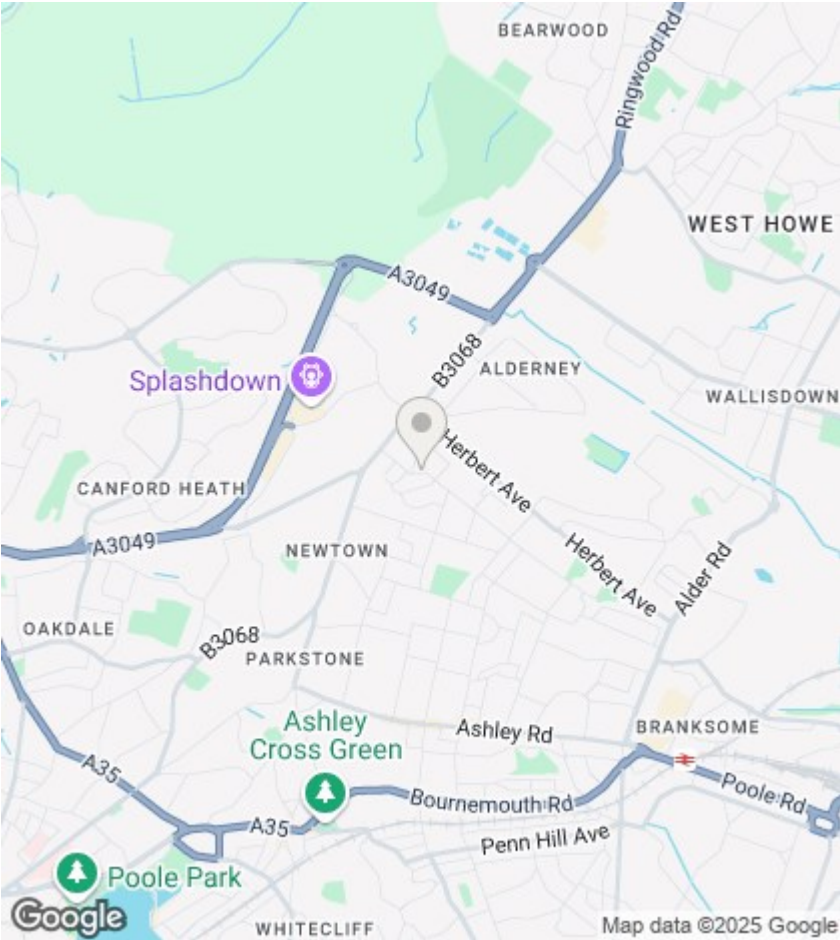 BEARWOOD
Ringwood Rd
WEST HOWE
A3049
B3068
ALDERNEY
Splashdown
WALLISDOWN
Herbert Ave
CANFORD HEATH
A3049
NEWTOWN
Herbert Ave
Alder Rd
OAKDALE
B3068
PARKSTONE
Ashley
Cross Green
Ashley Rd
BRANKSOME
A35
Poole Rd
Bournemouth Rd
A35
Penn Hill Ave
Poole Park
Google
WHITECLIFF
Map data ©2025 Google